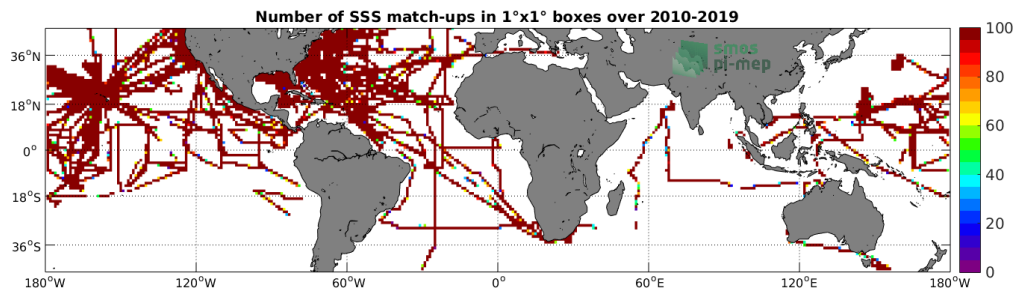 Number of SSS match-ups in 1°x1° boxes over 2010-2019
smos
pi-mep
36°N
18°N
0°
18°S
36°S
180°W
120°W
60°W
0°
60°E
120°E
180°W
100
80
60
40
20
0